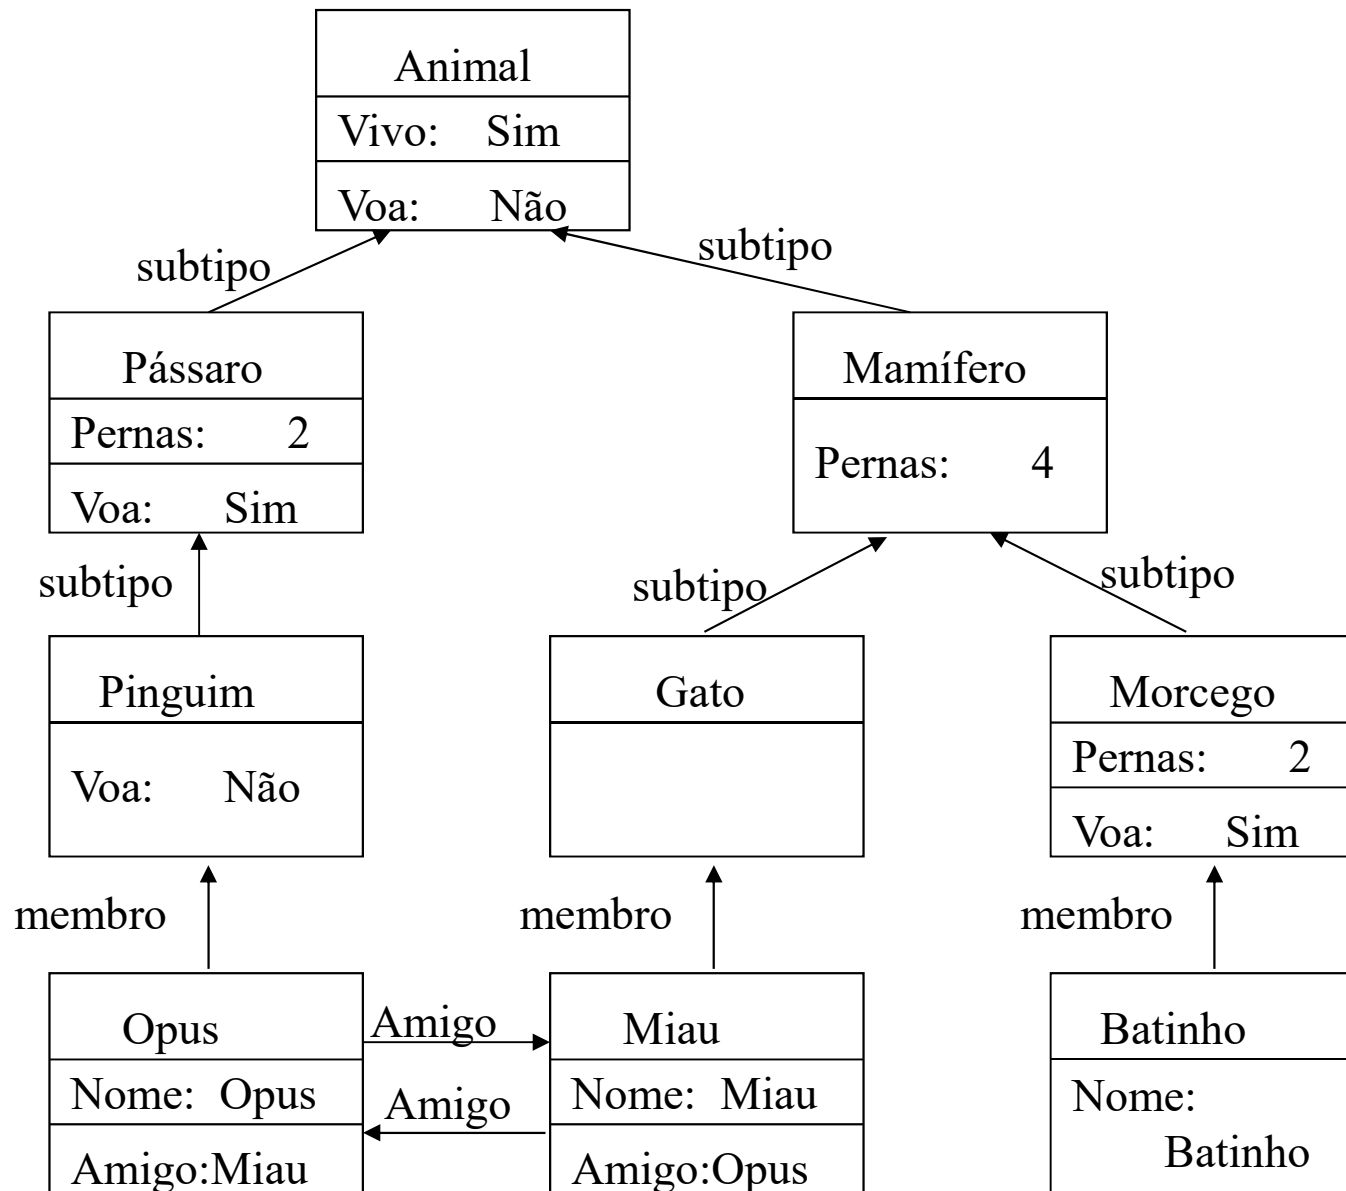 Animal
Vivo: Sim
Voa: Não
subtipo
subtipo
Pássaro
Pernas: 2
Voa: Sim
Mamífero
Pernas: 4
subtipo
subtipo
subtipo
Pinguim
Voa: Não
Gato
Morcego
Pernas: 2
Voa: Sim
membro
membro
membro
Opus
Nome: Opus
Amigo:Miau
Amigo
Amigo
Miau
Nome: Miau
Amigo:Opus
Batinho
Nome:
Batinho